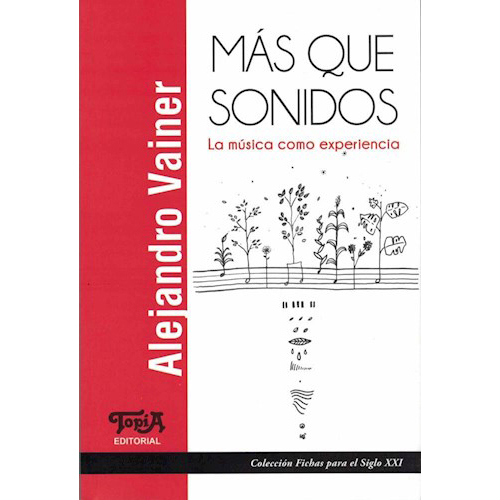 MÁS QUE
SONIDOS
La música como experiencia
Alejandro Vainer
Topía
EDITORIAL
Colección Fichas para el Siglo XXI